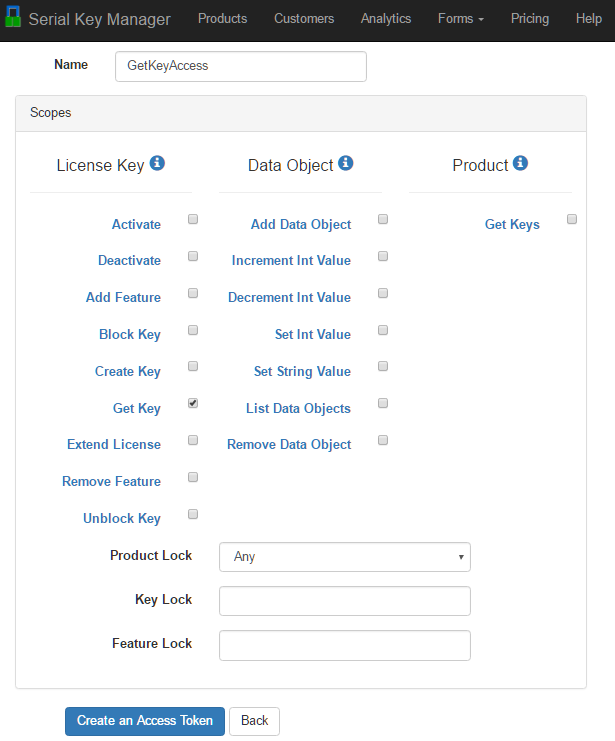 Serial Key Manager Products Customers Analytics Forms Pricing Help
Name GetKeyAccess
Scopes
License Key Data Object Product
Activate Add Data Object Get Keys
Deactivate Increment Int Value
Add Feature Decrement Int Value
Block Key Set Int Value
Create Key Set String Value
Get Key List Data Objects
Extend License Remove Data Object
Remove Feature
Unblock Key
Product Lock Any
Key Lock
Feature Lock
Create an Access Token Back